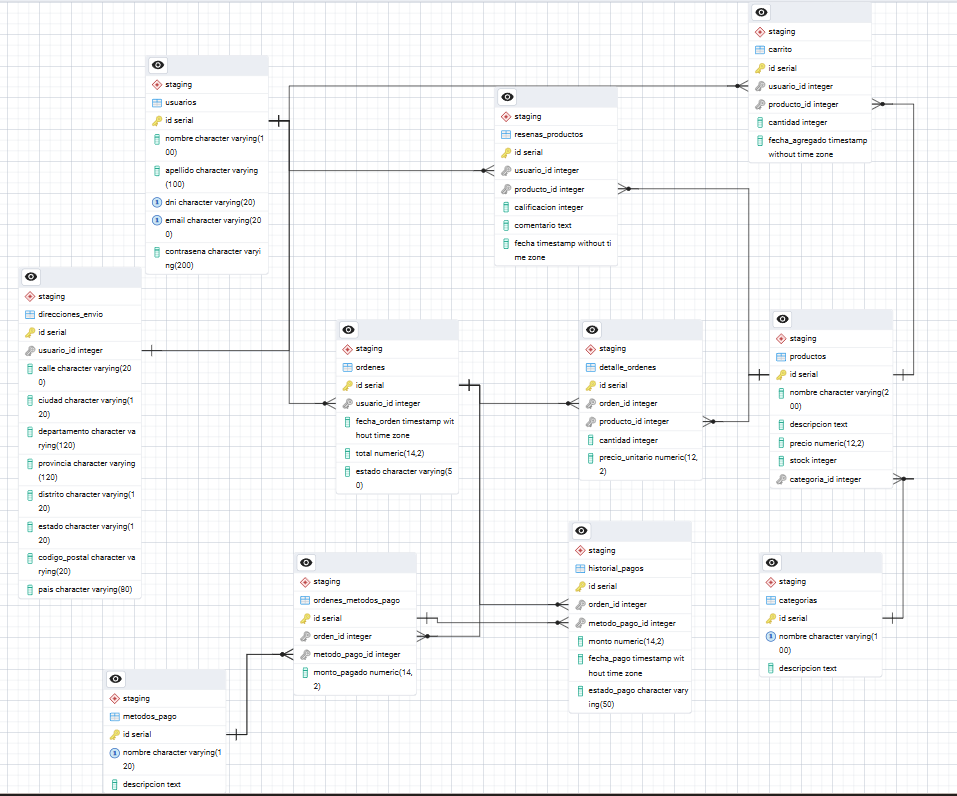 staging
carrito
id serial
usuario_id integer
producto_id integer
cantidad integer
fecha_agregado timestamp
without time zone
staging
usuarios
id serial
nombre character varying(1
00)
apellido character varying
(100)
dni character varying(20)
email character varying(20
0)
contrasena character varyi
ng(200)
staging
resenas_productos
id serial
usuario_id integer
producto_id integer
calificacion integer
comentario text
fecha timestamp without ti
me zone
staging
direcciones_envio
id serial
usuario_id integer
calle character varying(20
0)
ciudad character varying(1
20)
departamento character va
rying(120)
provincia character varying
(120)
distrito character varying(1
20)
estado character varying(1
20)
codigo_postal character va
rying(20)
pais character varying(80)
staging
ordenes
id serial
usuario_id integer
fecha_orden timestamp wit
hout time zone
total numeric(14,2)
estado character varying(5
0)
staging
detalle_ordenes
id serial
orden_id integer
producto_id integer
cantidad integer
precio_unitario numeric(12,
2)
staging
productos
id serial
nombre character varying(2
00)
descripcion text
precio numeric(12,2)
stock integer
categoria_id integer
staging
historial_pagos
id serial
orden_id integer
metodo_pago_id integer
monto numeric(14,2)
fecha_pago timestamp wit
hout time zone
estado_pago character vary
ing(50)
staging
ordenes_metodos_pago
id serial
orden_id integer
metodo_pago_id integer
monto_pagado numeric(14,
2)
staging
categorias
id serial
nombre character varying(1
00)
descripcion text
staging
metodos_pago
id serial
nombre character varying(1
20)
descripcion text